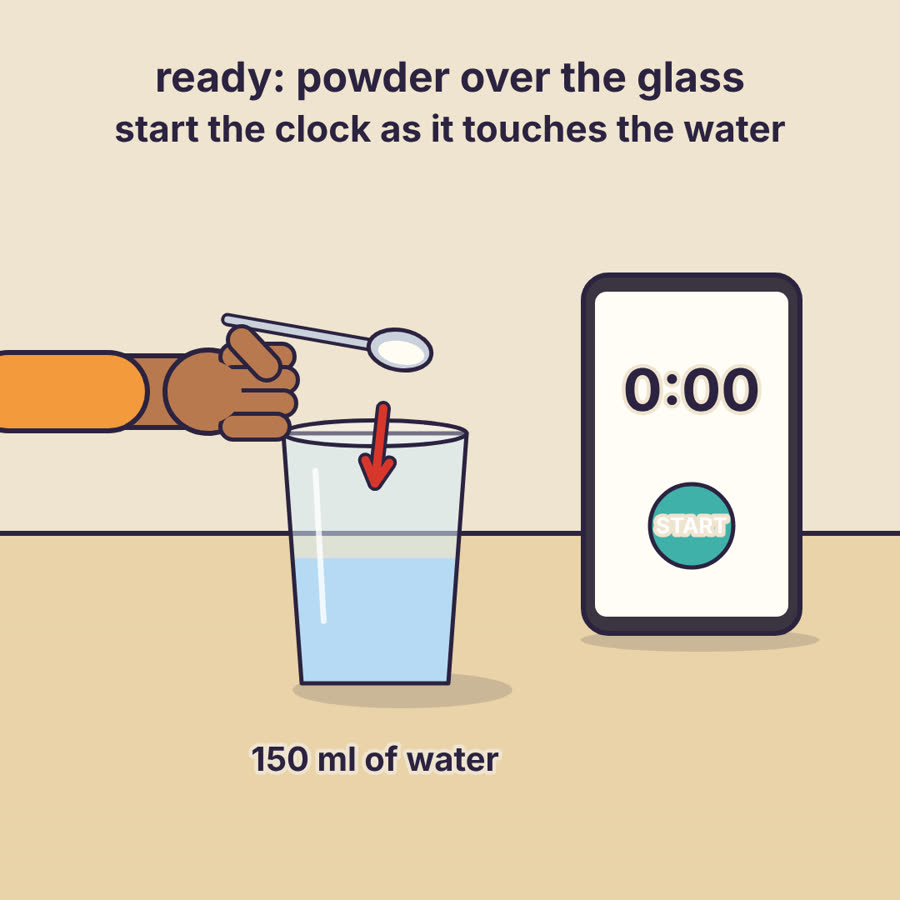 ready: powder over the glass
start the clock as it touches the water
0:00
START
150 ml of water